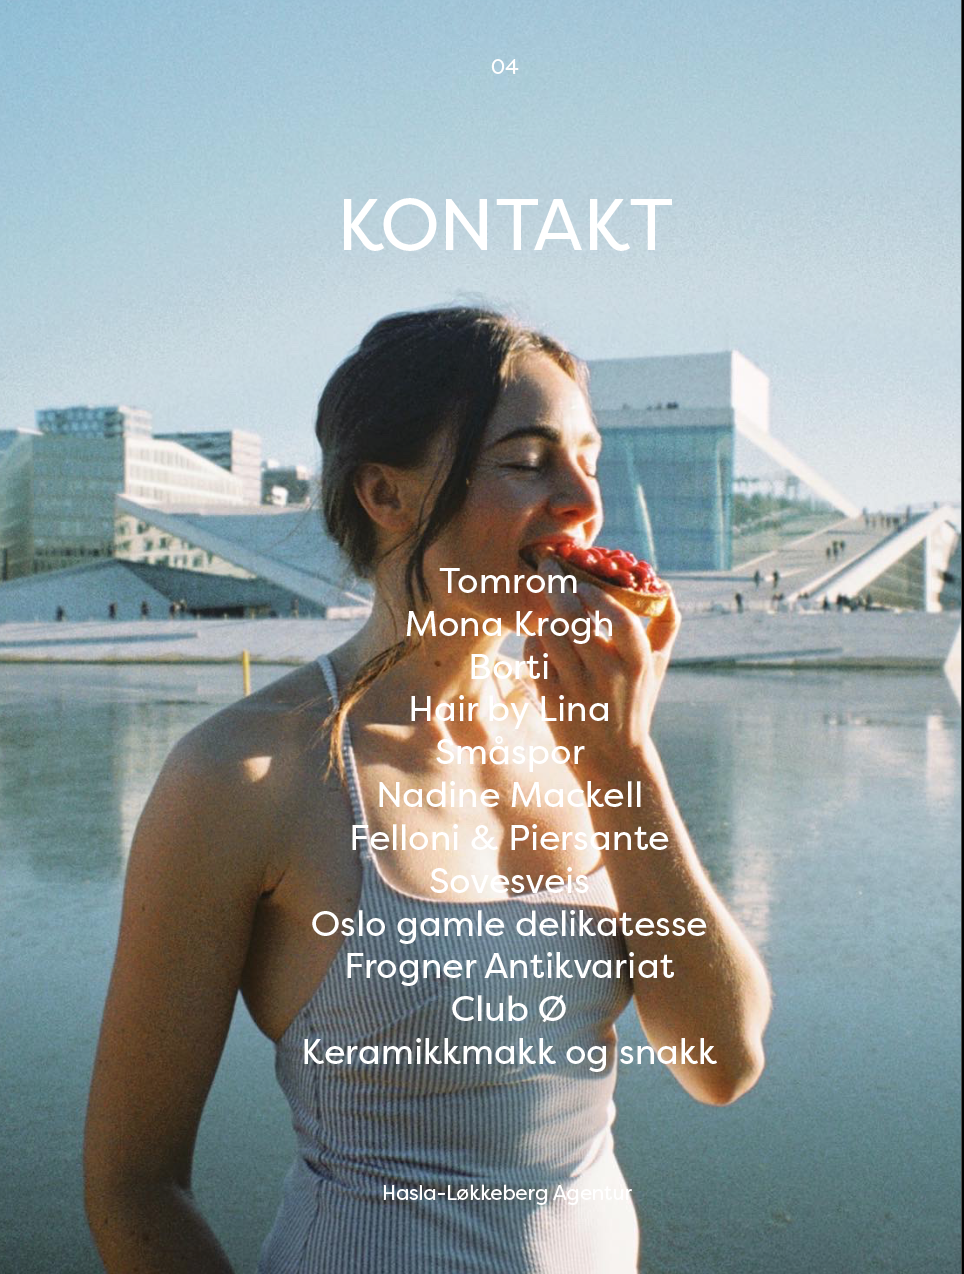 04
KONTAKT
Tomrom
Mona Krogh
Borti
Hair by Lina
Småspor
Nadine Mackell
Felloni & Piersante
Sovesveis
Oslo gamle delikatesse
Frogner Antikvariat
Club Ø
Keramikkmakk og snakk
Hasla-Løkkeberg Agentur